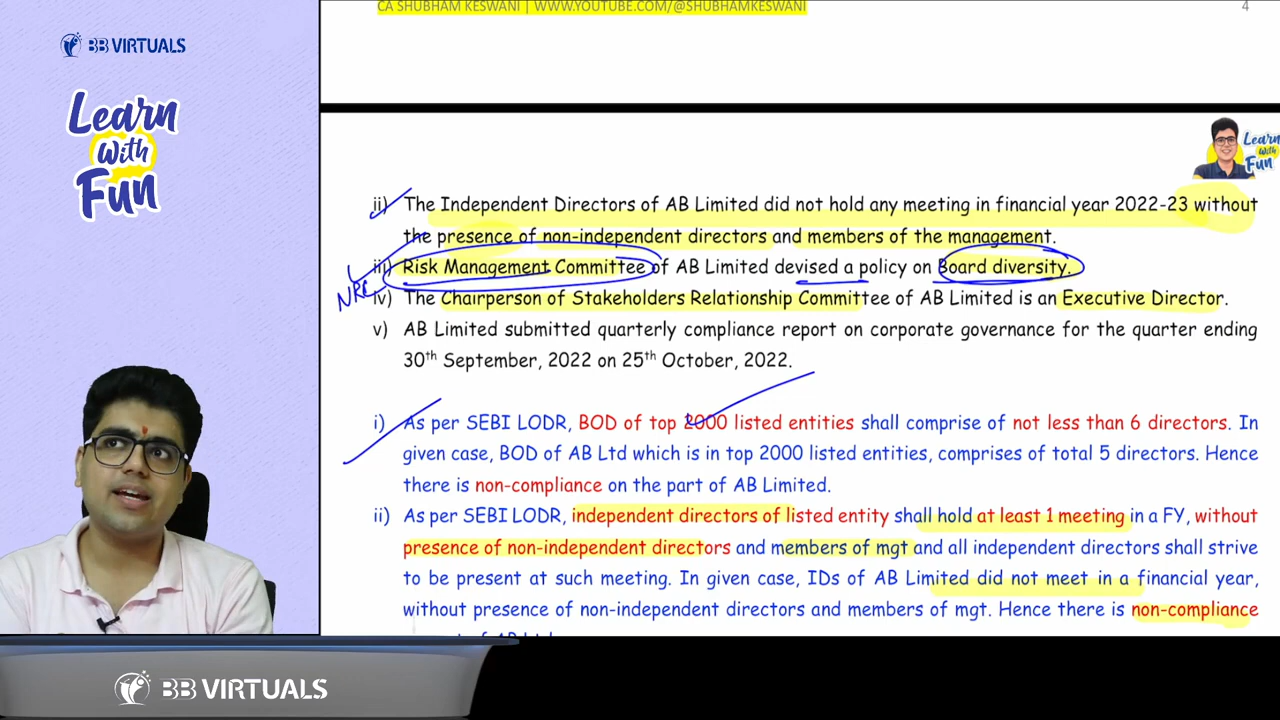 CA SHUBHAM KESWANI | WWW.YOUTUBE.COM/@SHUBHAMKESWANI
4
BB VIRTUALS
Learn
With
Fun
Learn
With
Fun
ii) The Independent Directors of AB Limited did not hold any meeting in financial year 2022-23 without
the presence of non-independent directors and members of the management.
iii) Risk Management Committee of AB Limited devised a policy on Board diversity.
NRC
iv) The Chairperson of Stakeholders Relationship Committee of AB Limited is an Executive Director.
v) AB Limited submitted quarterly compliance report on corporate governance for the quarter ending
30th September, 2022 on 25th October, 2022.
i) As per SEBI LODR, BOD of top 2000 listed entities shall comprise of not less than 6 directors. In
given case, BOD of AB Ltd which is in top 2000 listed entities, comprises of total 5 directors. Hence
there is non-compliance on the part of AB Limited.
ii) As per SEBI LODR, independent directors of listed entity shall hold at least 1 meeting in a FY, without
presence of non-independent directors and members of mgt and all independent directors shall strive
to be present at such meeting. In given case, IDs of AB Limited did not meet in a financial year,
without presence of non-independent directors and members of mgt. Hence there is non-compliance
BB VIRTUALS